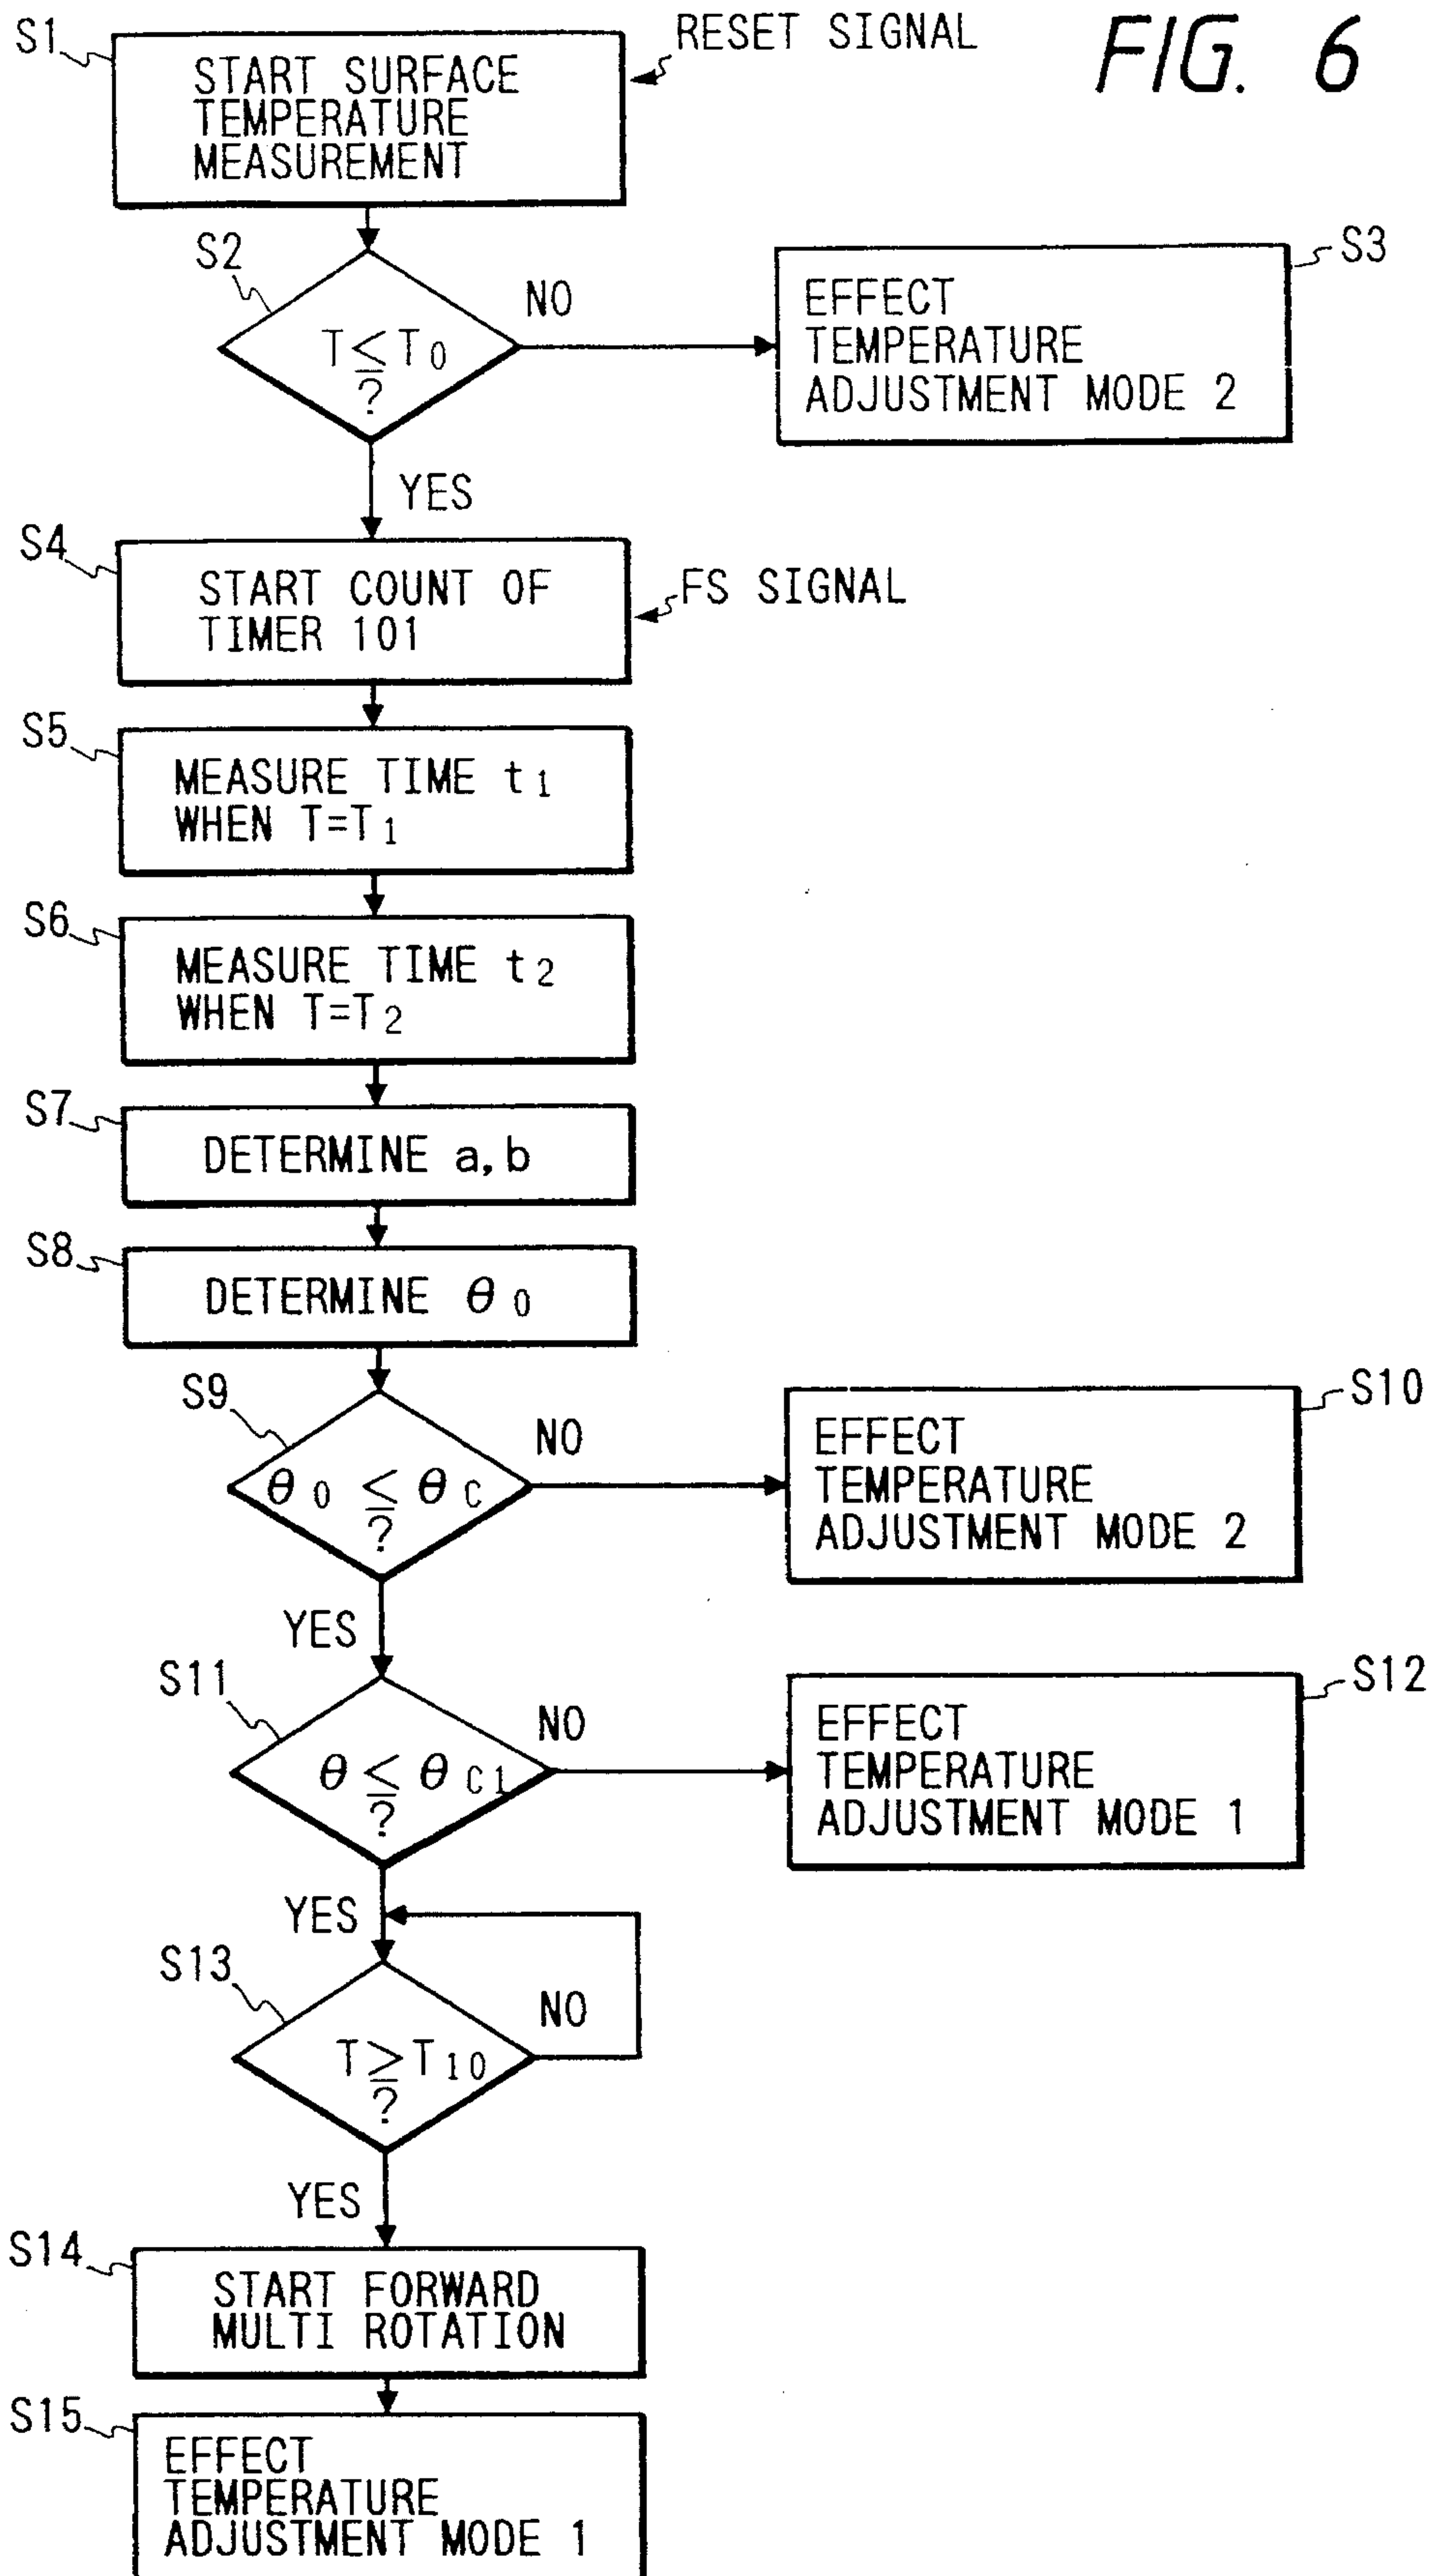 FIG. 6
S1
RESET SIGNAL
START SURFACE
TEMPERATURE
MEASUREMENT
S2
T ≤ T0
?
NO
S3
EFFECT
TEMPERATURE
ADJUSTMENT MODE 2
YES
S4
START COUNT OF
TIMER 101
FS SIGNAL
S5
MEASURE TIME t1
WHEN T=T1
S6
MEASURE TIME t2
WHEN T=T2
S7
DETERMINE a,b
S8
DETERMINE θ0
S9
θ0 ≤ θC
?
NO
S10
EFFECT
TEMPERATURE
ADJUSTMENT MODE 2
YES
S11
θ ≤ θC1
?
NO
S12
EFFECT
TEMPERATURE
ADJUSTMENT MODE 1
YES
S13
T ≥ T10
?
NO
YES
S14
START FORWARD
MULTI ROTATION
S15
EFFECT
TEMPERATURE
ADJUSTMENT MODE 1